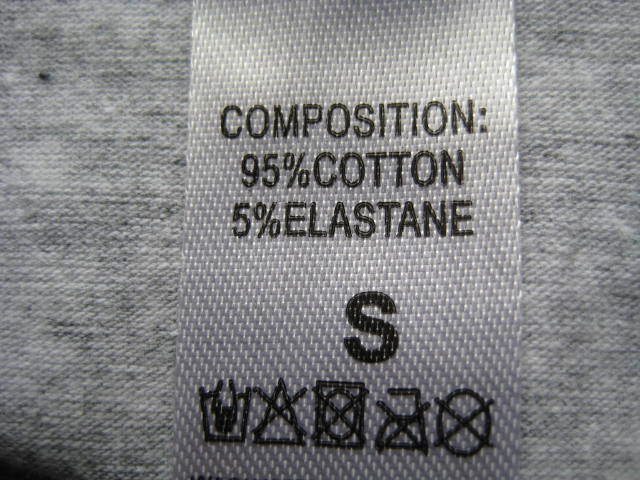 COMPOSITION:
95%COTTON
5%ELASTANE
S